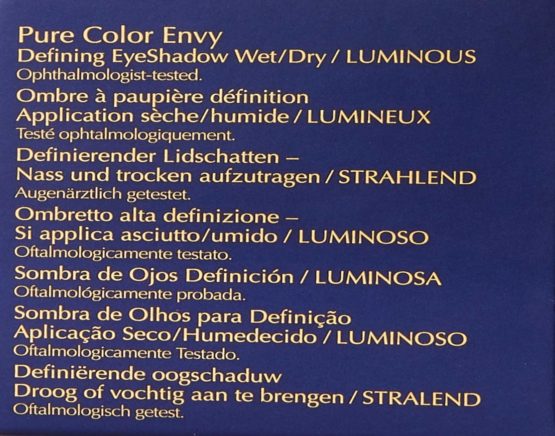 Pure Color Envy
Defining EyeShadow Wet/Dry / LUMINOUS
Ophthalmologist-tested.
Ombre à paupière définition
Application sèche/humide / LUMINEUX
Testé ophtalmologiquement.
Definierender Lidschatten –
Nass und trocken aufzutragen / STRAHLEND
Augenärztlich getestet.
Ombretto alta definizione –
Si applica asciutto/umido / LUMINOSO
Oftalmologicamente testato.
Sombra de Ojos Definición / LUMINOSA
Oftalmológicamente probada.
Sombra de Olhos para Definição
Aplicação Seco/Humedecido / LUMINOSO
Oftalmologicamente Testado.
Definiërende oogschaduw
Droog of vochtig aan te brengen / STRALEND
Oftalmologisch getest.